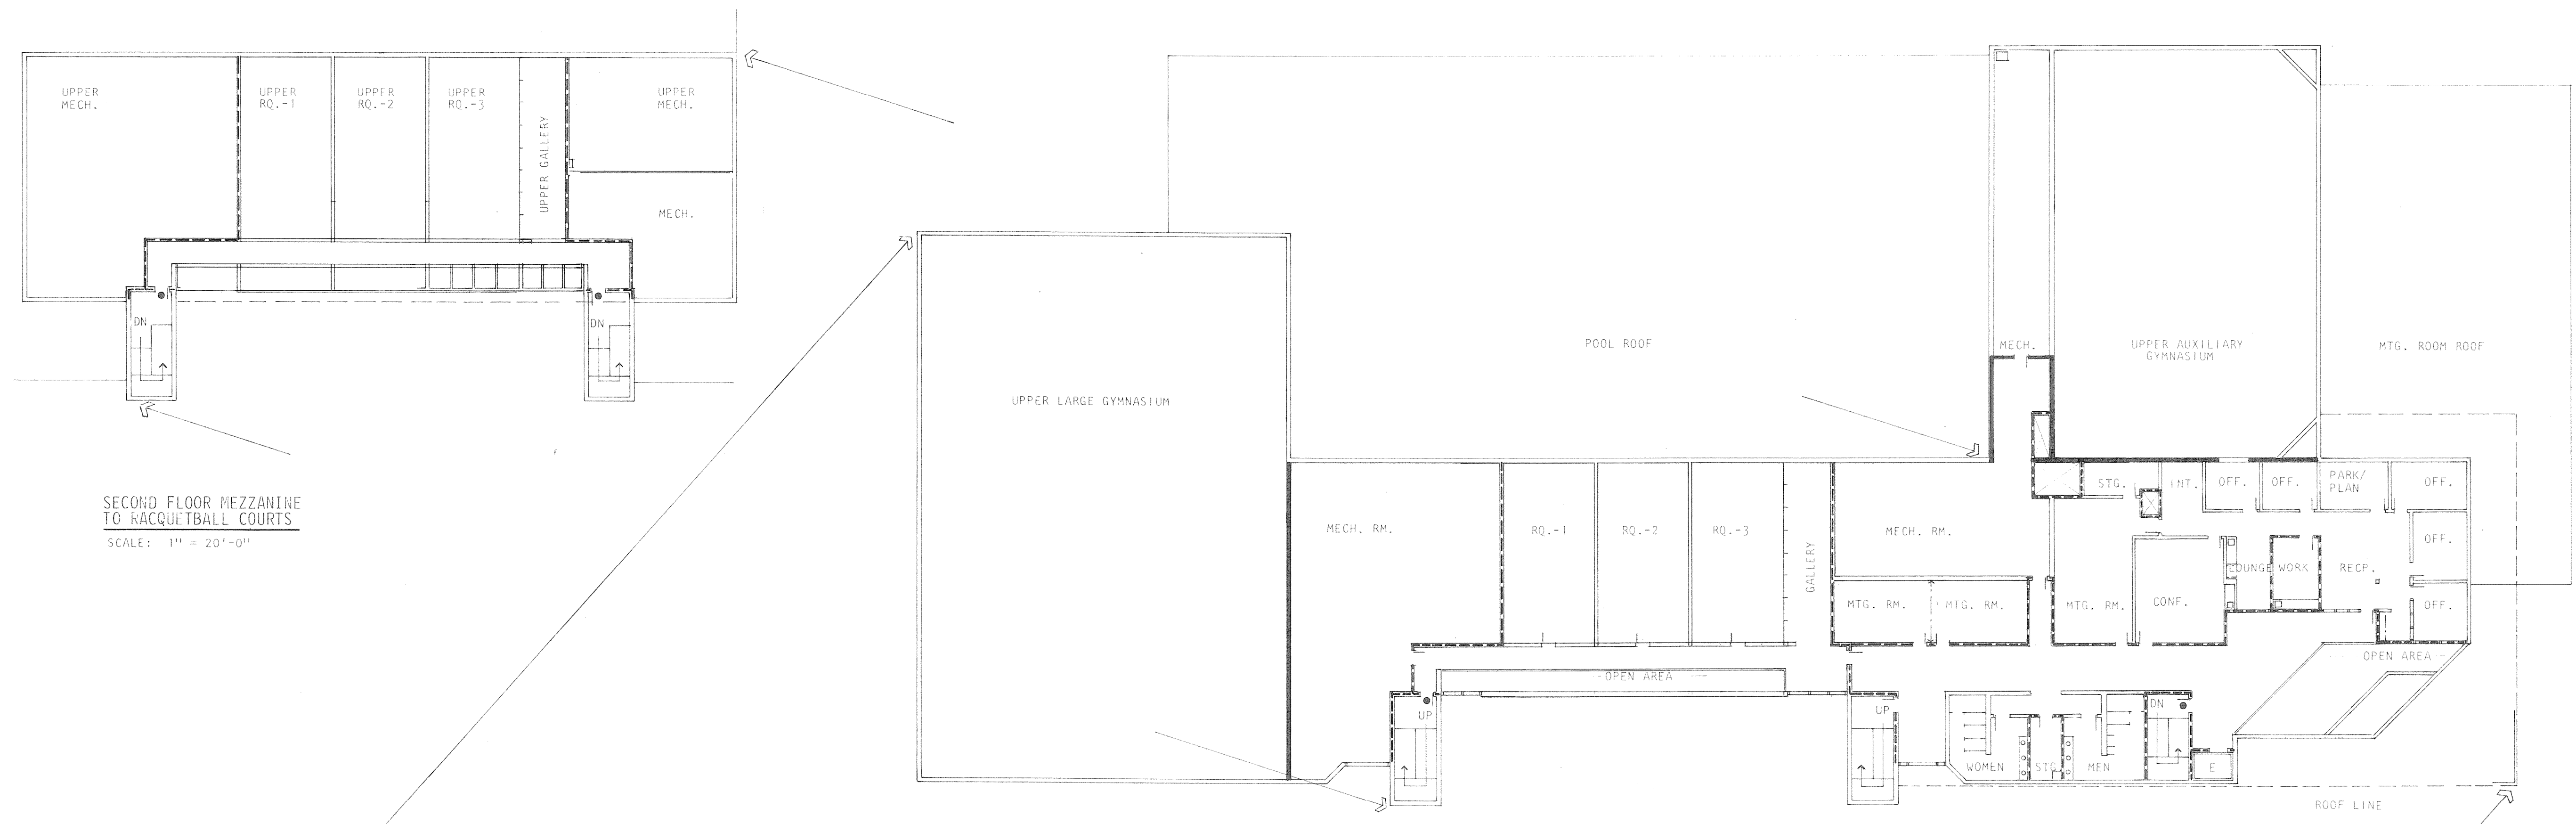 UPPER
MECH.
UPPER
RQ.-1
UPPER
RQ.-2
UPPER
RQ.-3
UPPER GALLERY
UPPER
MECH.
MECH.
DN
DN
SECOND FLOOR MEZZANINE
TO RACQUETBALL COURTS
SCALE: 1" = 20'-0"
UPPER LARGE GYMNASIUM
POOL ROOF
MECH.
UPPER AUXILIARY
GYMNASIUM
MTG. ROOM ROOF
MECH. RM.
RQ.-1
RQ.-2
RQ.-3
GALLERY
MECH. RM.
MTG. RM.
MTG. RM.
MTG. RM.
CONF.
STG.
INT.
OFF.
OFF.
PARK/
PLAN
OFF.
OFF.
OFF.
LOUNGE
WORK
RECP.
OPEN AREA
OPEN AREA
UP
UP
DN
WOMEN
STG.
MEN
E
ROOF LINE